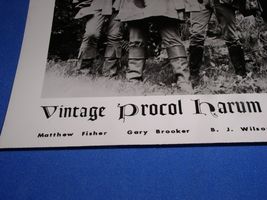 Vintage Procol Harum
Matthew Fisher Gary Brooker B. J. Wilso